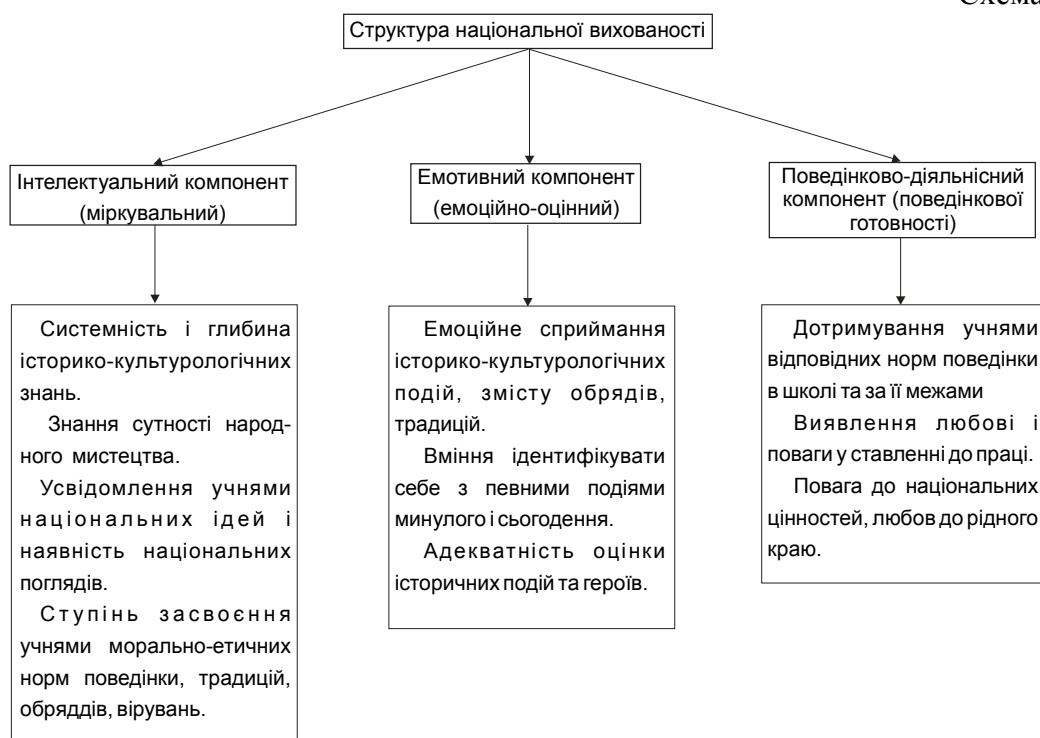 Схема
Структура національної вихованості
Інтелектуальний компонент
(міркувальний)
Емотивний компонент
(емоційно-оцінний)
Поведінково-діяльнісний
компонент (поведінкової
готовності)
Системність і глибина
історико-культурологічних
знань.
Знання сутності народ-
ного мистецтва.
Усвідомлення учнями
національних ідей і
наявність національних
поглядів.
Ступінь засвоєння
учнями морально-етичних
норм поведінки, традицій,
обряддів, вірувань.
Емоційне сприймання
історико-культурологічних
подій, змісту обрядів,
традицій.
Вміння ідентифікувати
себе з певними подіями
минулого і сьогодення.
Адекватність оцінки
історичних подій та героїв.
Дотримування учнями
відповідних норм поведінки
в школі та за її межами
Виявлення любові і
поваги у ставленні до праці.
Повага до національних
цінностей, любов до рідного
краю.